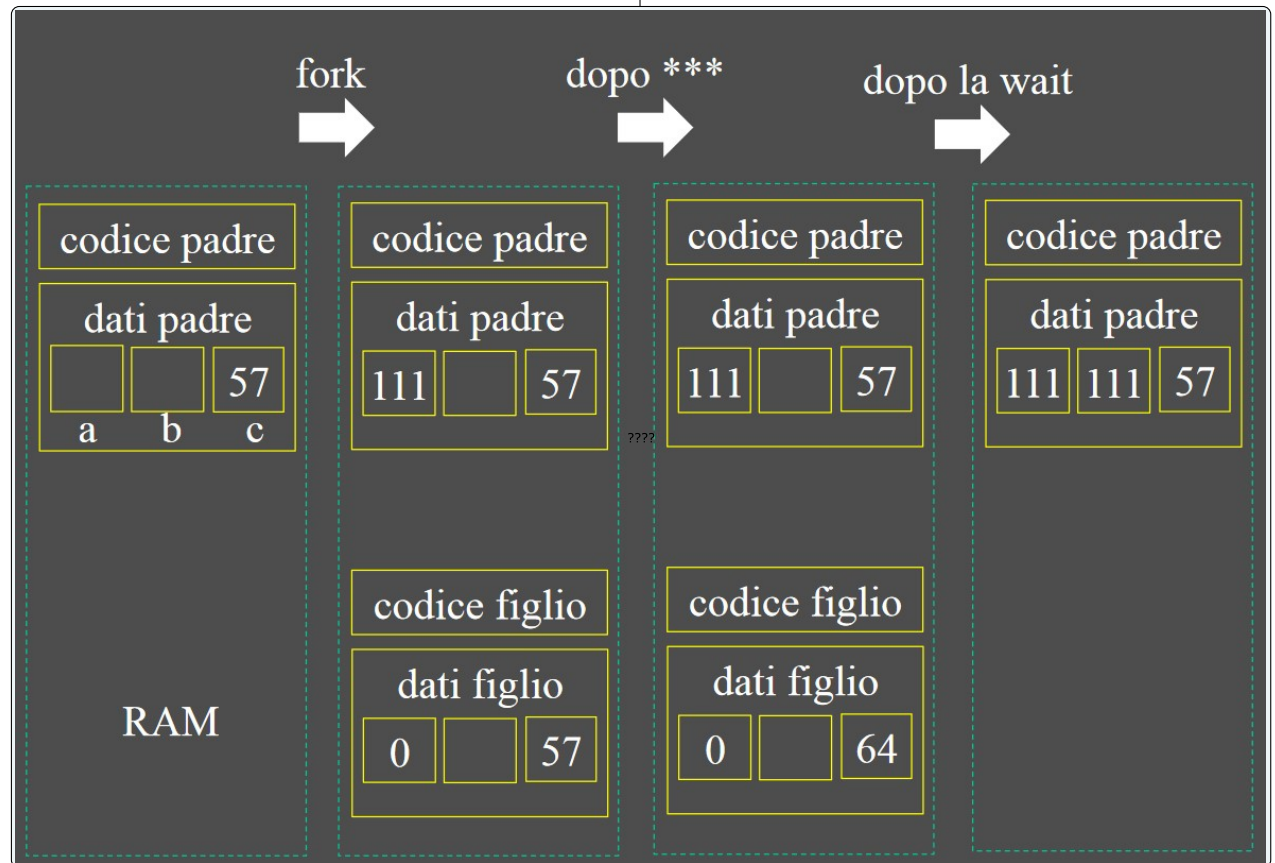 fork
dopo ***
dopo la wait
codice padre
dati padre
57
a b c
RAM
codice padre
dati padre
111 57
codice figlio
dati figlio
0 57
????
codice padre
dati padre
111 57
codice figlio
dati figlio
0 64
codice padre
dati padre
111 111 57